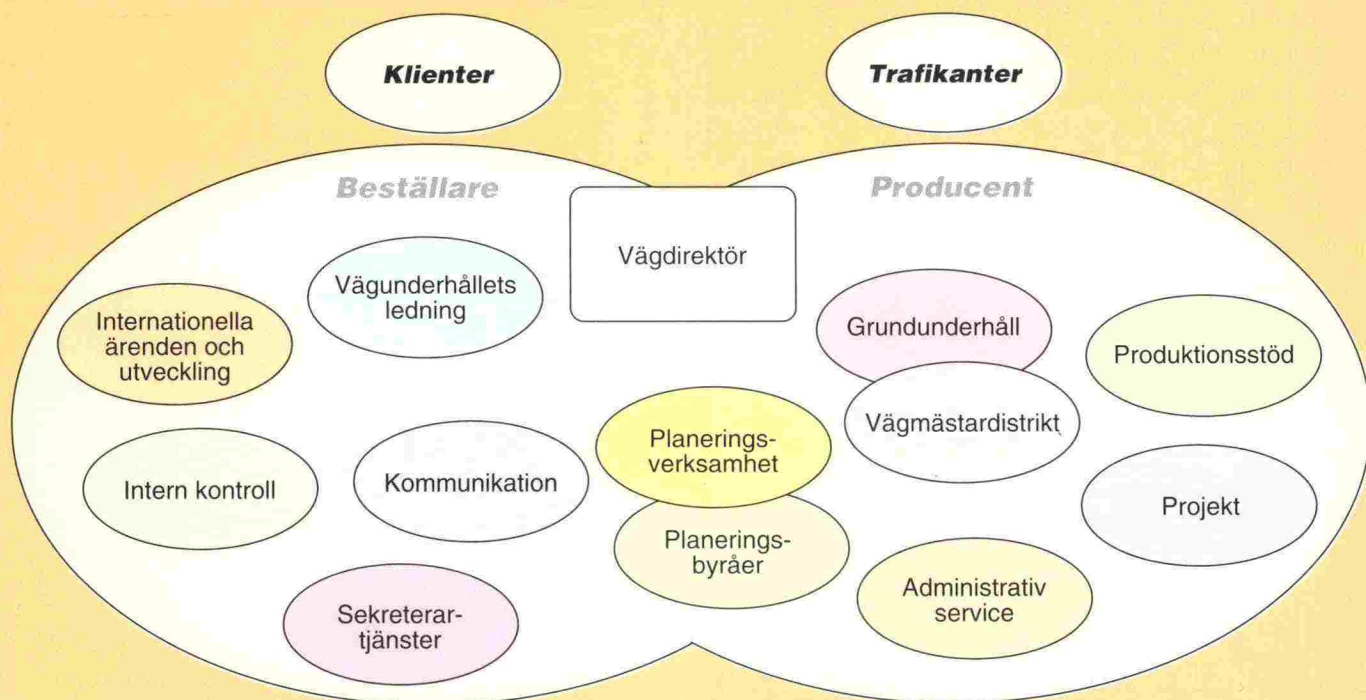 Klienter
Trafikanter
Beställare
Producent
Vägdirektör
Vägunderhållets
ledning
Internationella
ärenden och
utveckling
Grundunderhåll
Produktionsstöd
Vägmästardistrikt
Planerings-
verksamhet
Intern kontroll
Kommunikation
Projekt
Planerings-
byråer
Administrativ
service
Sekreterar-
tjänster